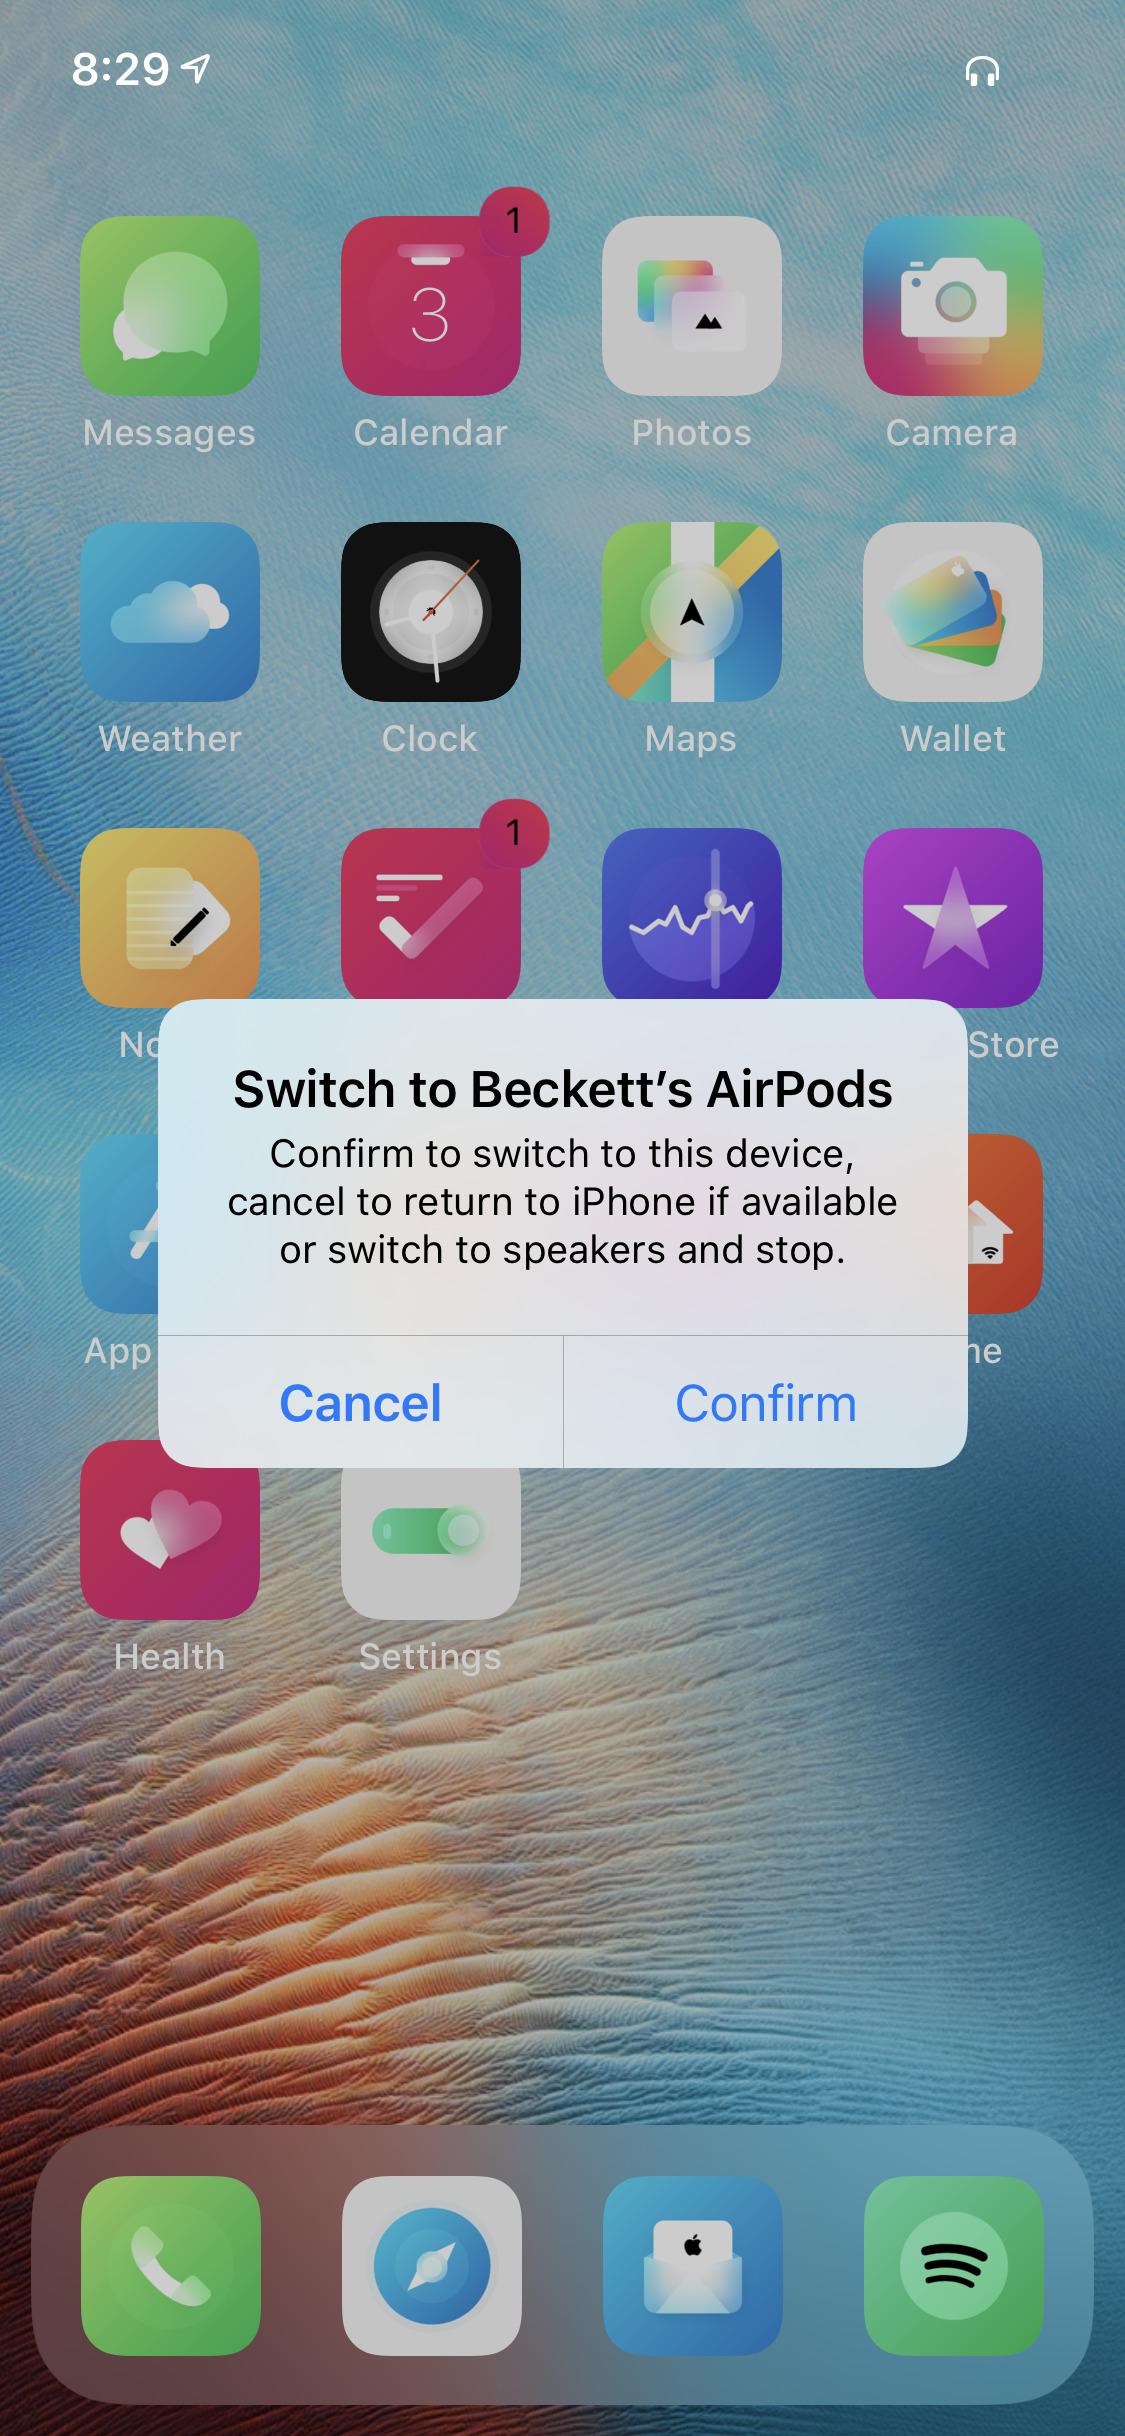 8:29
1
3
Messages Calendar Photos Camera
Weather Clock Maps Wallet
1
No Store
Switch to Beckett's AirPods
Confirm to switch to this device,
cancel to return to iPhone if available
or switch to speakers and stop.
App me
Cancel Confirm
Health Settings